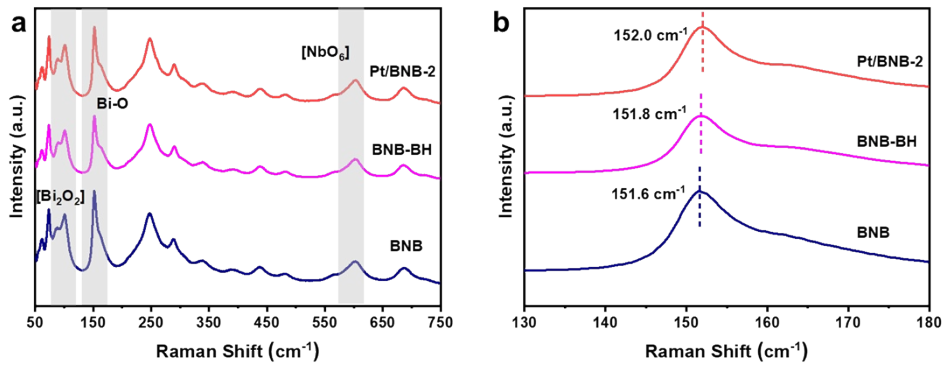 a
[NbO₆]
Pt/BNB-2
Bi-O
BNB-BH
[Bi₂O₂]
BNB
Intensity (a.u.)
50 150 250 350 450 550 650 750
Raman Shift (cm⁻¹)
b
152.0 cm⁻¹
Pt/BNB-2
151.8 cm⁻¹
BNB-BH
151.6 cm⁻¹
BNB
Intensity (a.u.)
130 140 150 160 170 180
Raman Shift (cm⁻¹)